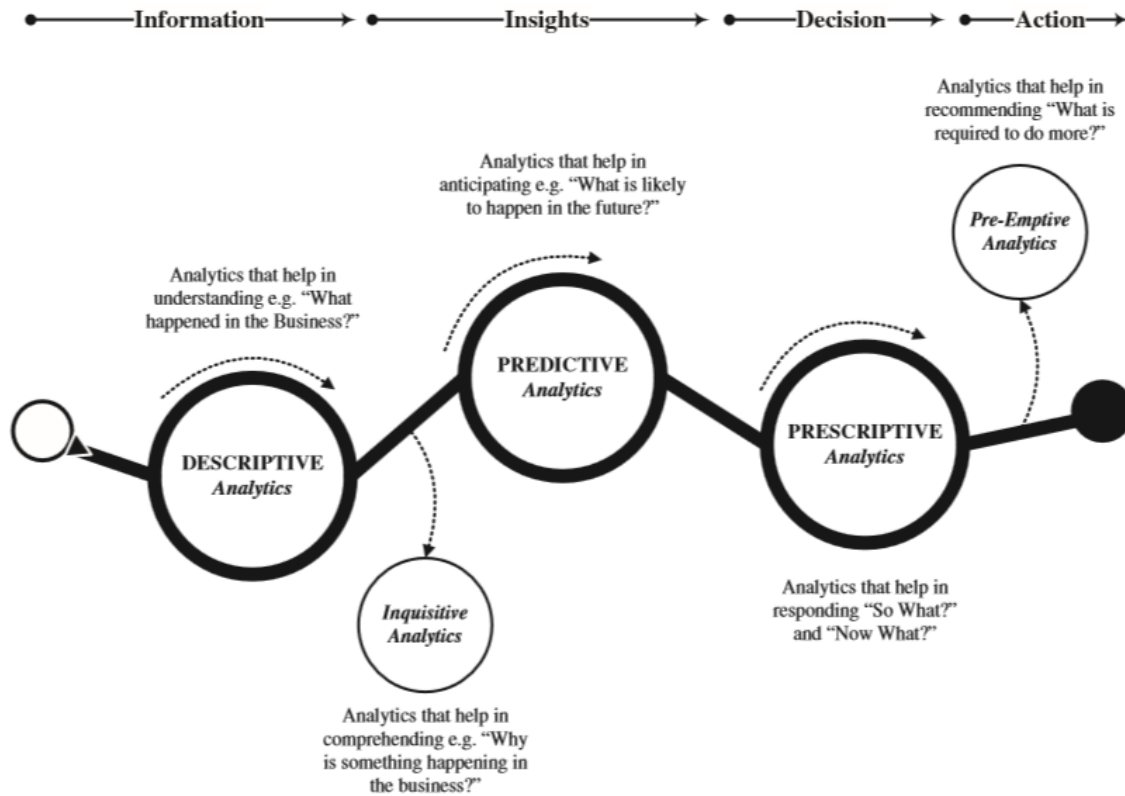 Information
Insights
Decision
Action
Analytics that help in
recommending “What is
required to do more?”
Pre-Emptive
Analytics
Analytics that help in
anticipating e.g. “What is likely
to happen in the future?”
PREDICTIVE
Analytics
Analytics that help in
understanding e.g. “What
happened in the Business?”
DESCRIPTIVE
Analytics
PRESCRIPTIVE
Analytics
Analytics that help in
responding “So What?”
and “Now What?”
Inquisitive
Analytics
Analytics that help in
comprehending e.g. “Why
is something happening in
the business?”